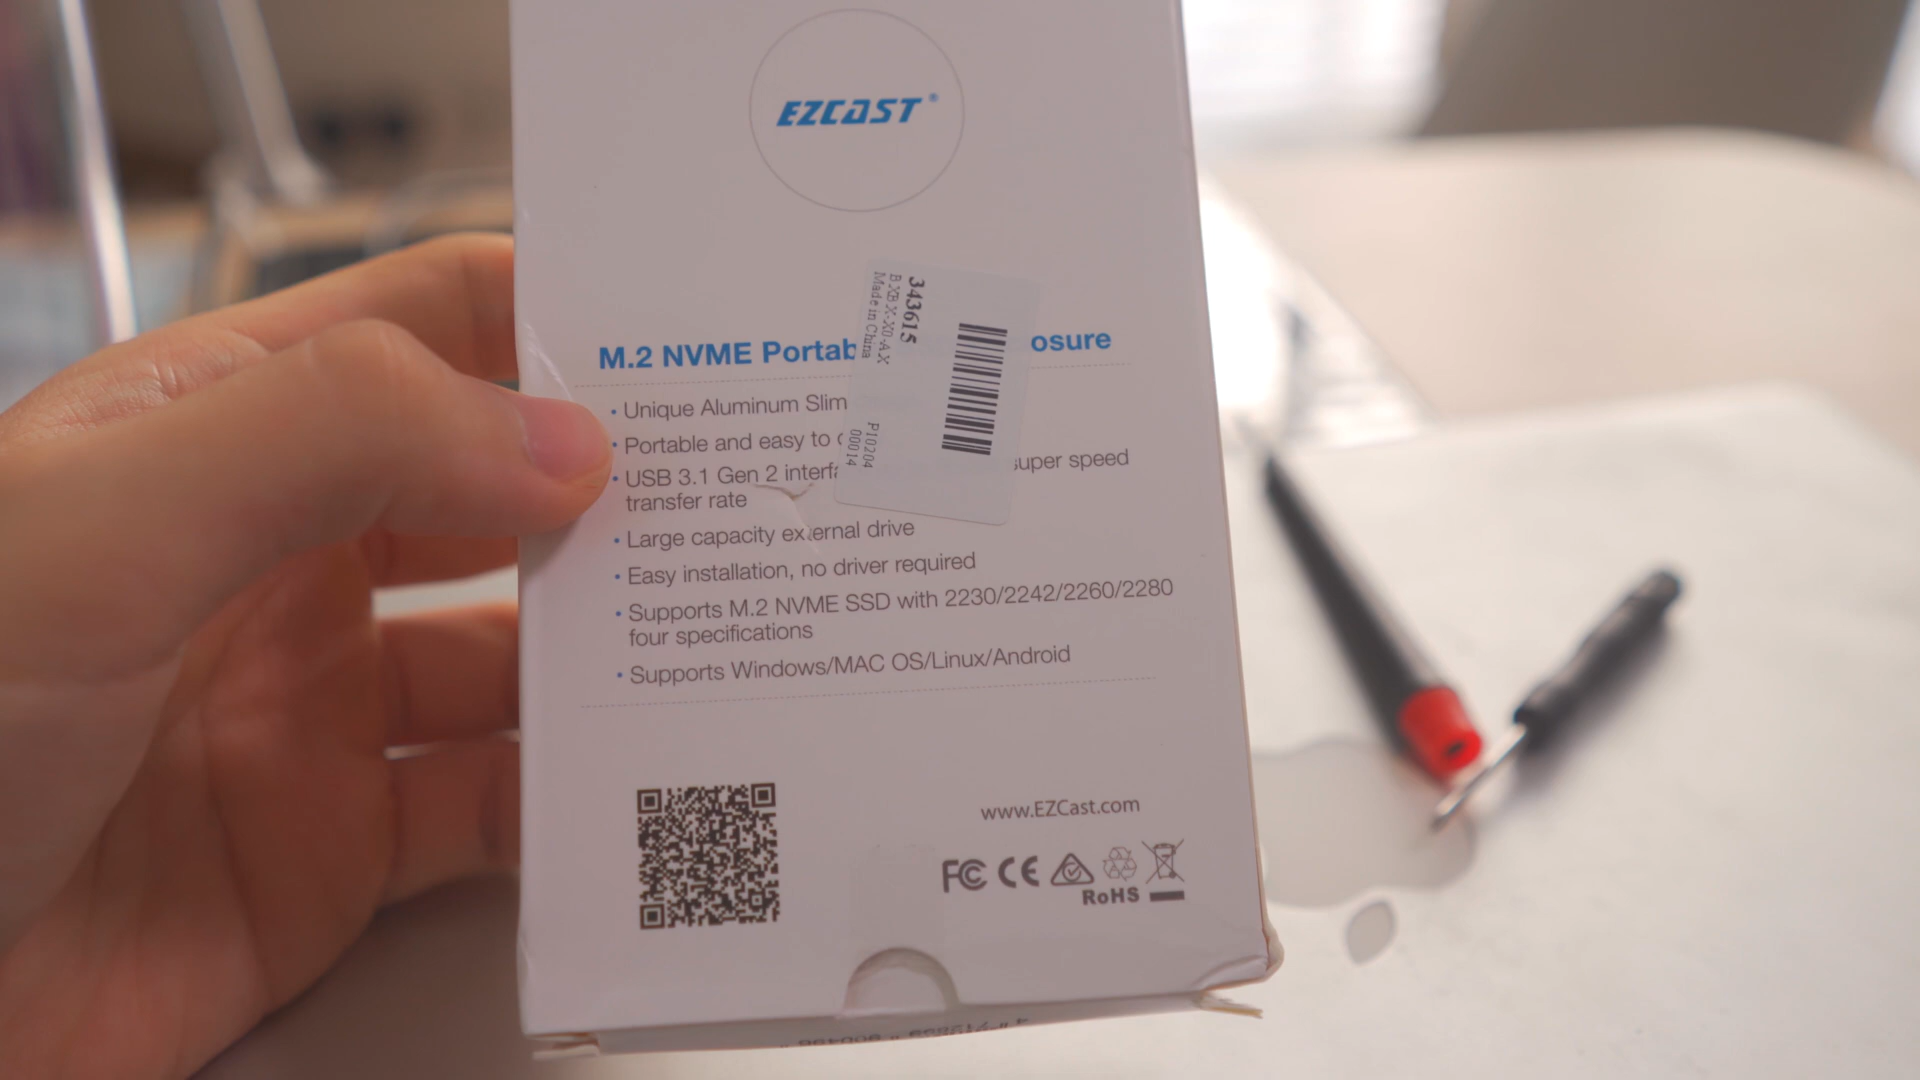 EZCAST®
343615
BXBX-X0-AX
Made in China
P10204
00014
M.2 NVME Portab osure
• Unique Aluminum Slim
• Portable and easy to
• USB 3.1 Gen 2 super speed
transfer rate
• Large capacity external drive
• Easy installation, no driver required
• Supports M.2 NVME SSD with 2230/2242/2260/2280
four specifications
• Supports Windows/MAC OS/Linux/Android
www.EZCast.com
FC CE
RoHS